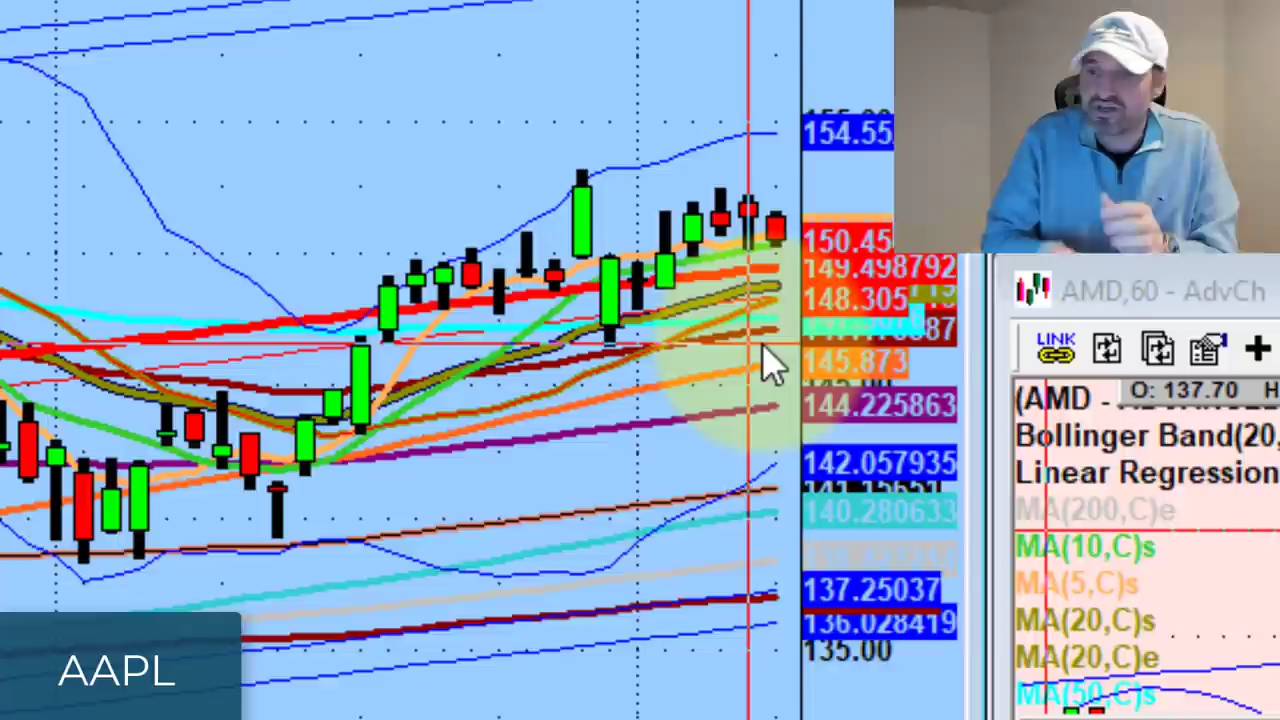 154.55
150.45
149.498792
148.305
145.873
144.225863
142.057935
140.280633
137.25037
136.028419
135.00
AAPL
AMD,60 - AdvCh
LINK
O: 137.70 H
(AMD -
Bollinger Band(20,
Linear Regression
MA(200,C)e
MA(10,C)s
MA(5,C)s
MA(20,C)s
MA(20,C)e
MA(50,C)s